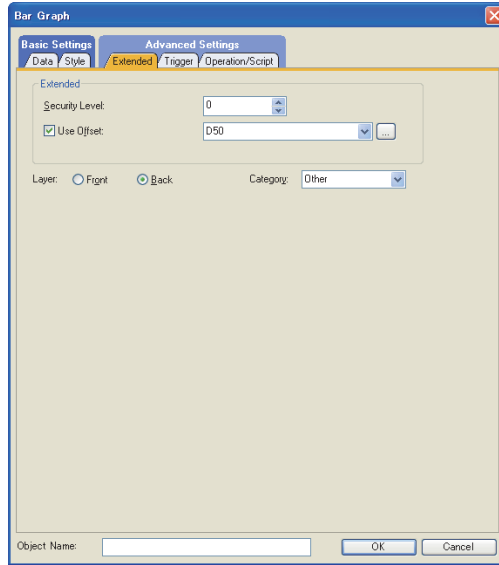 Bar Graph
Basic Settings Advanced Settings
Data Style Extended Trigger Operation/Script
Extended
Security Level: 0
Use Offset: D50 ...
Layer: Front Back Category: Other
Object Name: OK Cancel